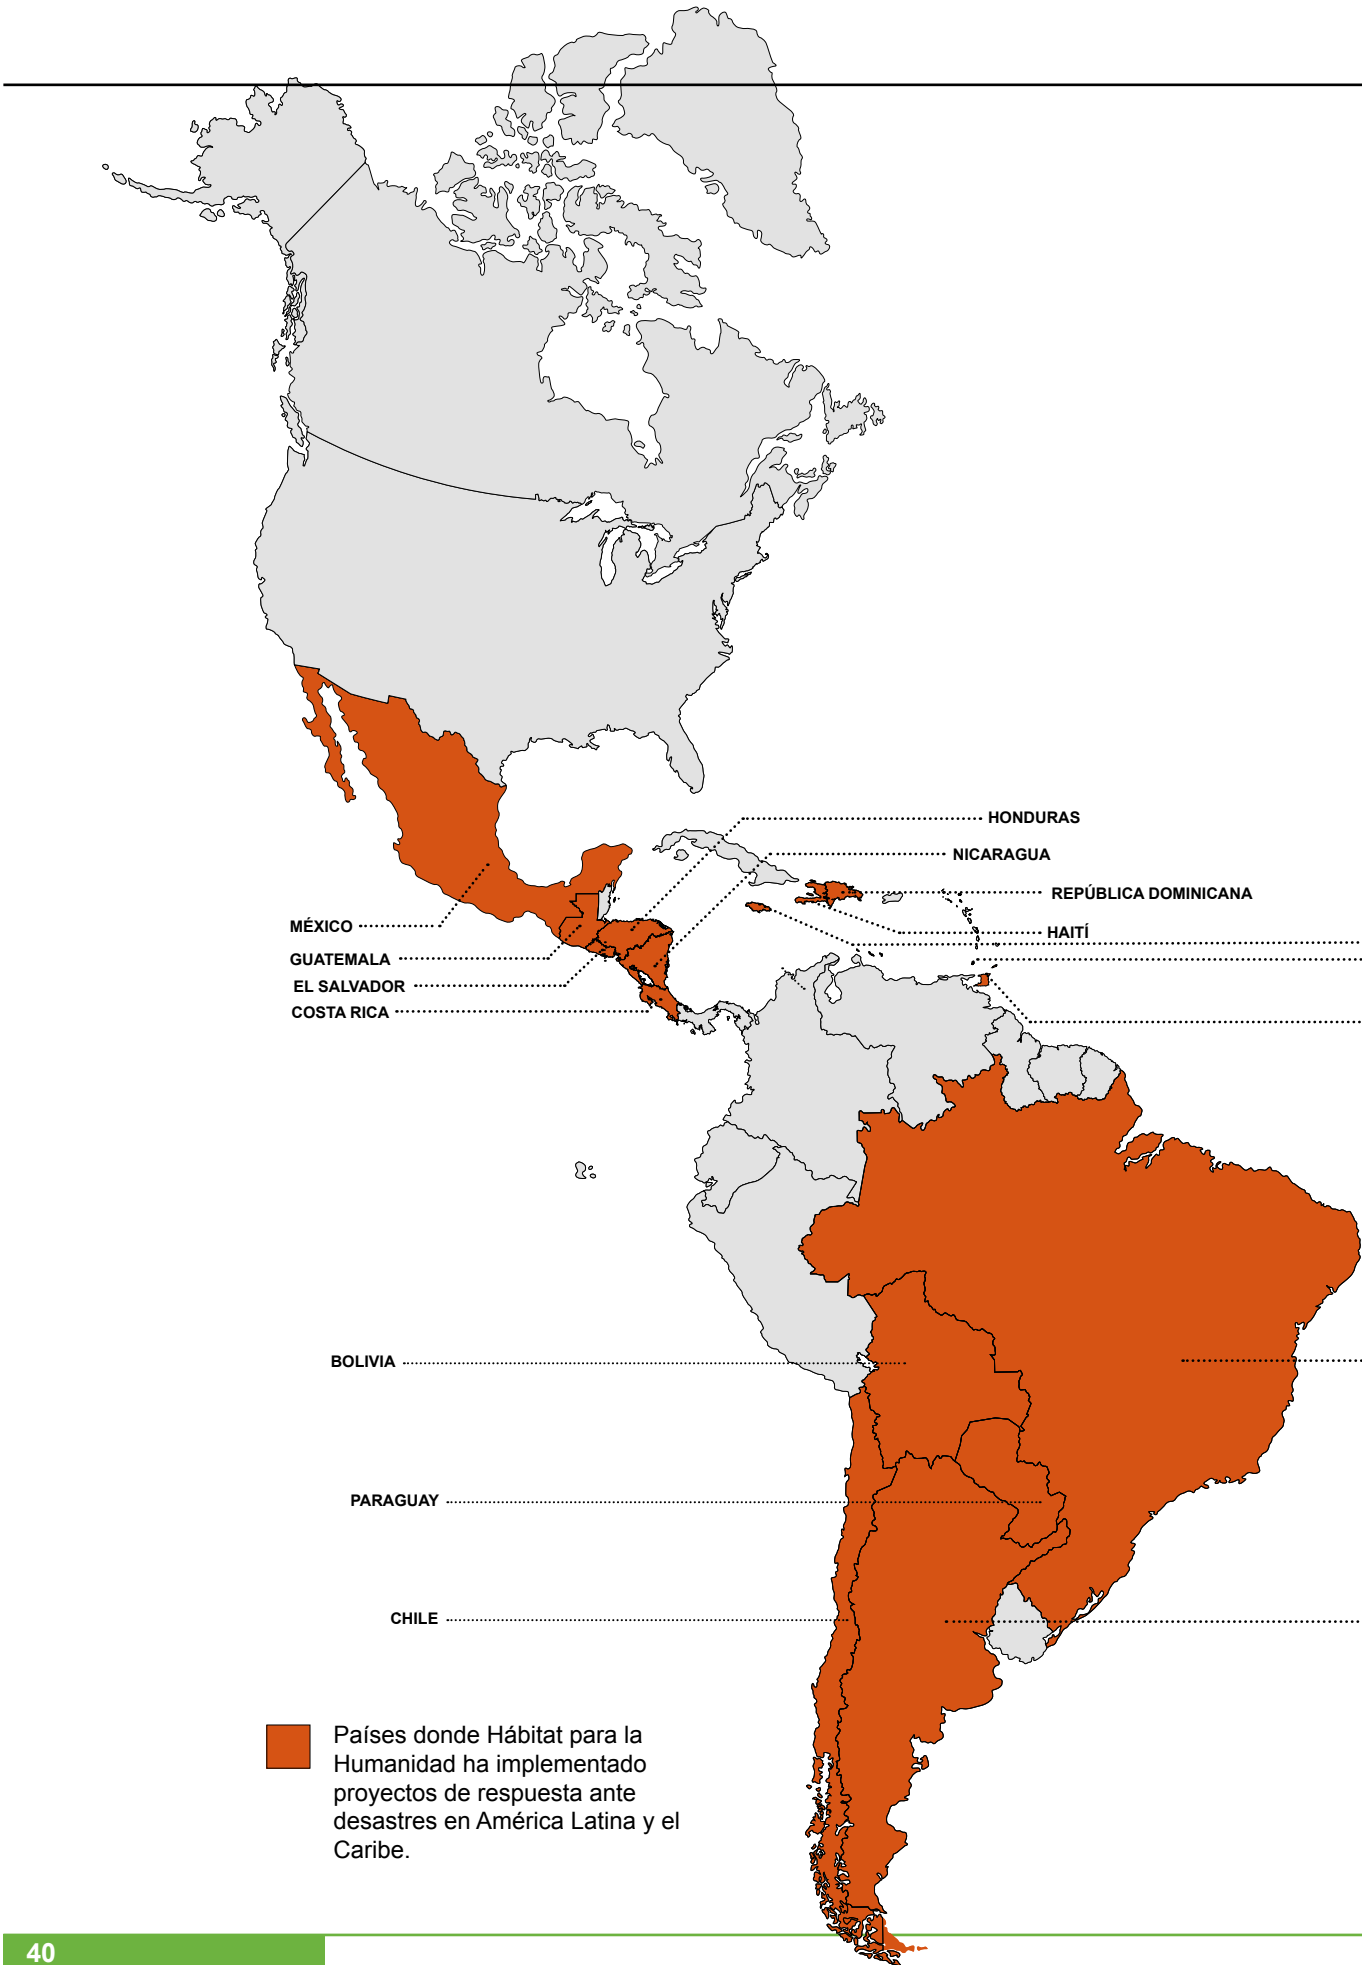 HONDURAS
NICARAGUA
REPÚBLICA DOMINICANA
MÉXICO
HAITÍ
GUATEMALA
EL SALVADOR
COSTA RICA
BOLIVIA
PARAGUAY
CHILE
Países donde Hábitat para la
Humanidad ha implementado
proyectos de respuesta ante
desastres en América Latina y el
Caribe.
40